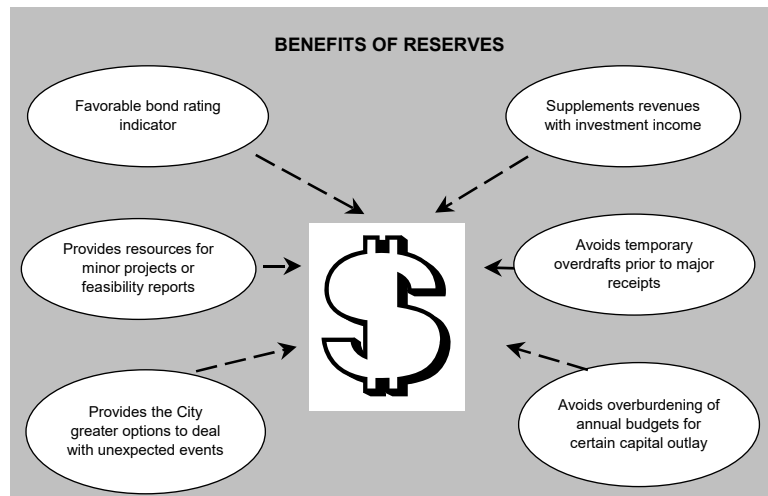 BENEFITS OF RESERVES
Favorable bond rating
indicator
Supplements revenues
with investment income
Provides resources for
minor projects or
feasibility reports
Avoids temporary
overdrafts prior to major
receipts
Provides the City
greater options to deal
with unexpected events
Avoids overburdening of
annual budgets for
certain capital outlay